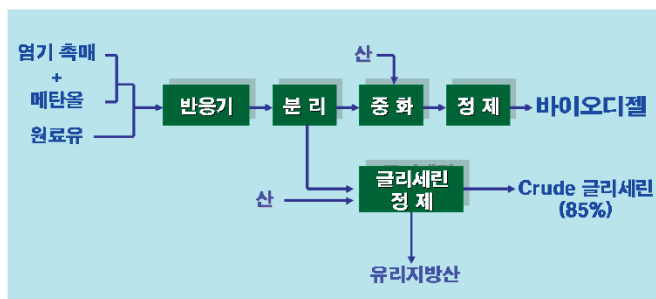 염기 촉매
+
메탄올
원료유
반응기
분 리
산
중 화
정 제
바이오디젤
산
글리세린
정 제
Crude 글리세린
(85%)
유리지방산